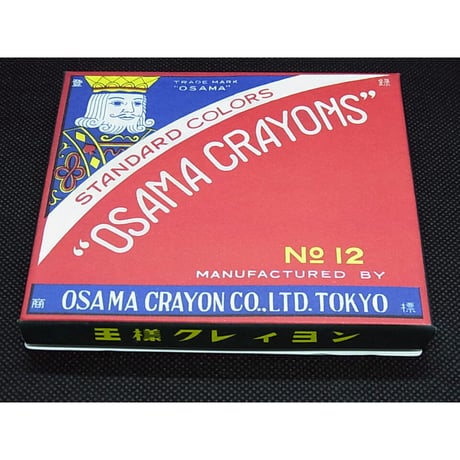 登 録
TRADE MARK
"OSAMA"
STANDARD COLORS
"OSAMA CRAYONS"
No 12
MANUFACTURED BY
商 標
OSAMA CRAYON CO.,LTD. TOKYO
王様クレィヨン